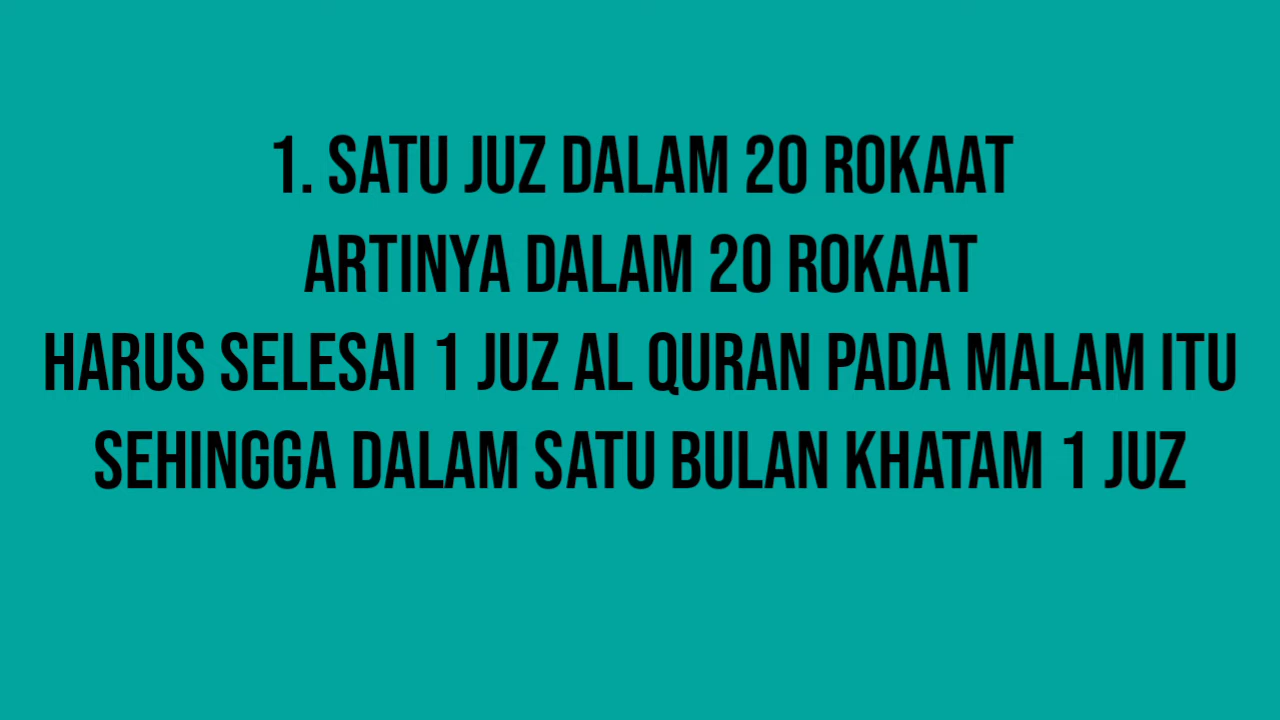 1. SATU JUZ DALAM 20 ROKAAT
ARTINYA DALAM 20 ROKAAT
HARUS SELESAI 1 JUZ AL QURAN PADA MALAM ITU
SEHINGGA DALAM SATU BULAN KHATAM 1 JUZ